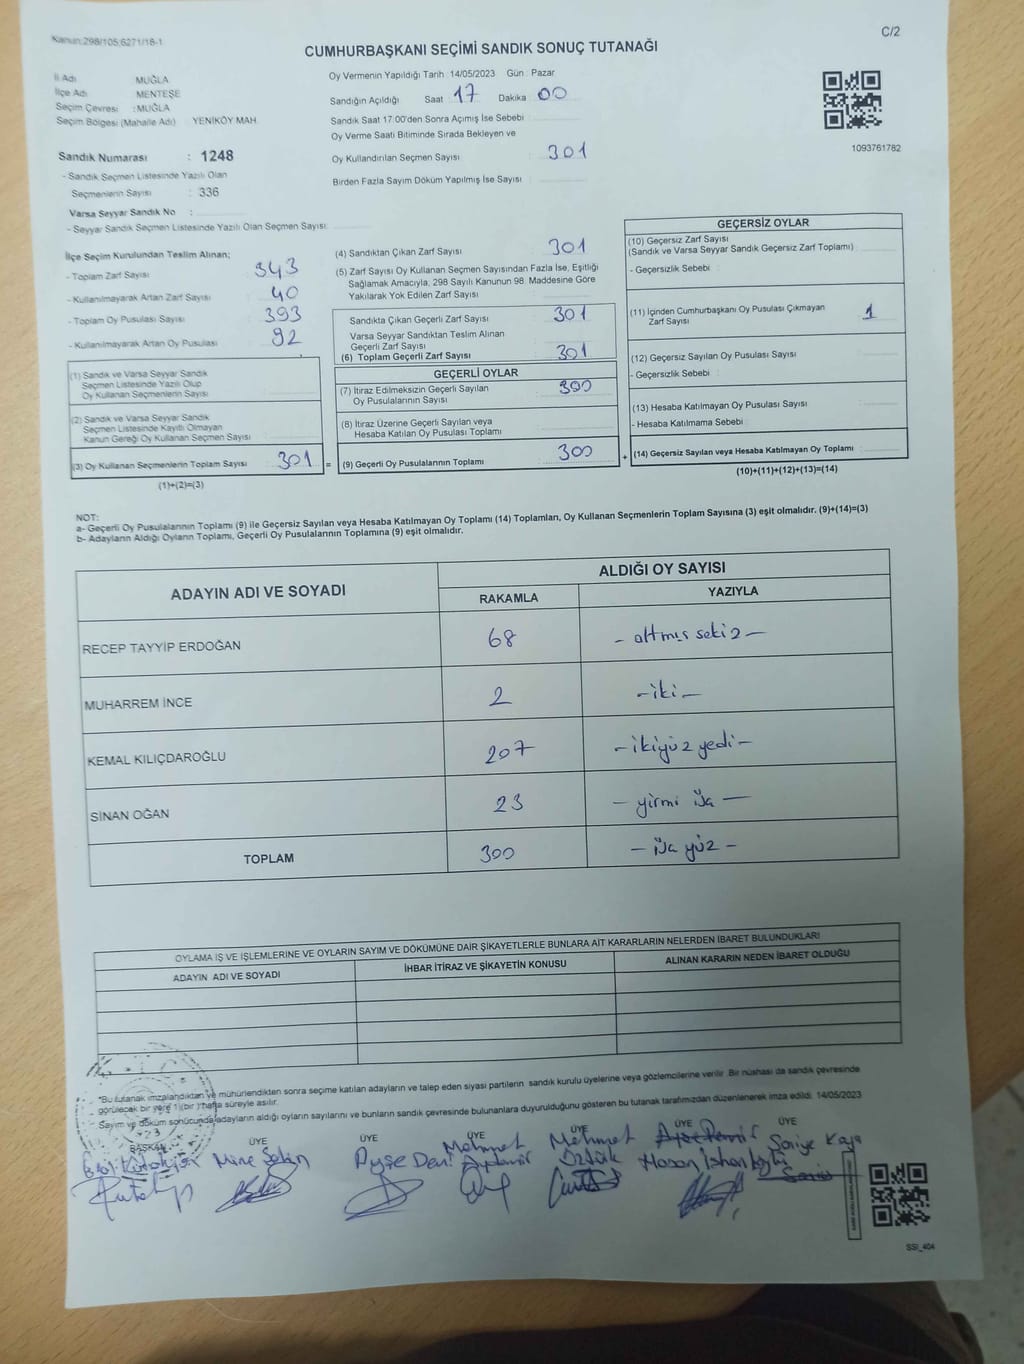 Kanun:298/105;6271/18-1
C/2
CUMHURBAŞKANI SEÇİMİ SANDIK SONUÇ TUTANAĞI
İl Adı MUĞLA
İlçe Adı MENTEŞE
Seçim Çevresi : MUĞLA
Seçim Bölgesi (Mahalle Adı) YENİKÖY MAH.
Sandık Numarası : 1248
- Sandık Seçmen Listesinde Yazılı Olan
Seçmenlerin Sayısı : 336
Varsa Seyyar Sandık No :
- Seyyar Sandık Seçmen Listesinde Yazılı Olan Seçmen Sayısı:
Oy Vermenin Yapıldığı Tarih : 14/05/2023 Gün : Pazar
Sandığın Açıldığı Saat 17 Dakika 00
Sandık Saat 17:00'den Sonra Açımış İse Sebebi :
Oy Verme Saati Bitiminde Sırada Bekleyen ve
Oy Kullandırılan Seçmen Sayısı : 301
Birden Fazla Sayım Döküm Yapılmış İse Sayısı :
1093761782
İlçe Seçim Kurulundan Teslim Alınan;
- Toplam Zarf Sayısı : 343
- Kullanılmayarak Artan Zarf Sayısı : 40
- Toplam Oy Pusulası Sayısı : 393
- Kullanılmayarak Artan Oy Pusulası : 92
(1) Sandık ve Varsa Seyyar Sandık
Seçmen Listesinde Yazılı Olup
Oy Kullanan Seçmenlerin Sayısı :
(2) Sandık ve Varsa Seyyar Sandık
Seçmen Listesinde Kayıtlı Olmayan
Kanun Gereği Oy Kullanan Seçmen Sayısı :
(3) Oy Kullanan Seçmenlerin Toplam Sayısı : 301 =
(1)+(2)=(3)
(4) Sandıktan Çıkan Zarf Sayısı : 301
(5) Zarf Sayısı Oy Kullanan Seçmen Sayısından Fazla İse, Eşitliği
Sağlamak Amacıyla; 298 Sayılı Kanunun 98. Maddesine Göre
Yakılarak Yok Edilen Zarf Sayısı :
Sandıkta Çıkan Geçerli Zarf Sayısı : 301
Varsa Seyyar Sandıktan Teslim Alınan
Geçerli Zarf Sayısı :
(6) Toplam Geçerli Zarf Sayısı : 301
GEÇERLİ OYLAR
(7) İtiraz Edilmeksizin Geçerli Sayılan : 300
Oy Pusulalarının Sayısı
(8) İtiraz Üzerine Geçerli Sayılan veya
Hesaba Katılan Oy Pusulası Toplamı :
(9) Geçerli Oy Pusulalarının Toplamı : 300 +
GEÇERSİZ OYLAR
(10) Geçersiz Zarf Sayısı
(Sandık ve Varsa Seyyar Sandık Geçersiz Zarf Toplamı) :
- Geçersizlik Sebebi :
(11) İçinden Cumhurbaşkanı Oy Pusulası Çıkmayan
Zarf Sayısı : 1
(12) Geçersiz Sayılan Oy Pusulası Sayısı :
- Geçersizlik Sebebi :
(13) Hesaba Katılmayan Oy Pusulası Sayısı :
- Hesaba Katılmama Sebebi :
(14) Geçersiz Sayılan veya Hesaba Katılmayan Oy Toplamı :
(10)+(11)+(12)+(13)=(14)
NOT:
a- Geçerli Oy Pusulalarının Toplamı (9) ile Geçersiz Sayılan veya Hesaba Katılmayan Oy Toplamı (14) Toplamları, Oy Kullanan Seçmenlerin Toplam Sayısına (3) eşit olmalıdır. (9)+(14)=(3)
b- Adayların Aldığı Oyların Toplamı, Geçerli Oy Pusulalarının Toplamına (9) eşit olmalıdır.
ADAYIN ADI VE SOYADI ALDIĞI OY SAYISI
RAKAMLA YAZIYLA
RECEP TAYYİP ERDOĞAN 68 - altmış sekiz -
MUHARREM İNCE 2 - iki -
KEMAL KILIÇDAROĞLU 207 - ikiyüz yedi -
SİNAN OĞAN 23 - yirmi üç -
TOPLAM 300 - üç yüz -
OYLAMA İŞ VE İŞLEMLERİNE VE OYLARIN SAYIM VE DÖKÜMÜNE DAİR ŞİKAYETLERLE BUNLARA AİT KARARLARIN NELERDEN İBARET BULUNDUKLARI
ADAYIN ADI VE SOYADI İHBAR İTİRAZ VE ŞİKAYETİN KONUSU ALINAN KARARIN NEDEN İBARET OLDUĞU
*Bu tutanak imzalandıktan ve mühürlendikten sonra seçime katılan adayların ve talep eden siyasi partilerin sandık kurulu üyelerine veya gözlemcilerine verilir. Bir nüshası da sandık çevresinde
görülecek bir yere 1 (bir) hafta süreyle asılır.
Sayım ve döküm sonucunda adayların aldığı oyların sayılarını ve bunların sandık çevresinde bulunanlara duyurulduğunu gösteren bu tutanak tarafımızdan düzenlenerek imza edildi. 14/05/2023
BAŞKAN ÜYE ÜYE ÜYE ÜYE ÜYE ÜYE
Mine Şekin Ayşe Mehmet Mehmet Öztürk Hasan Saniye Kaya
SSI_404